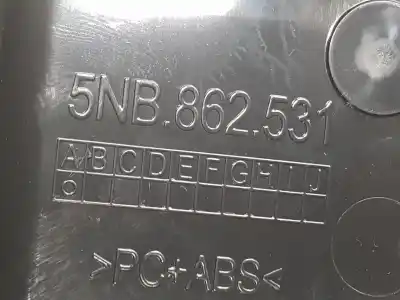 5NB.862.531
A B C D E F G H I J
>PC+ABS<